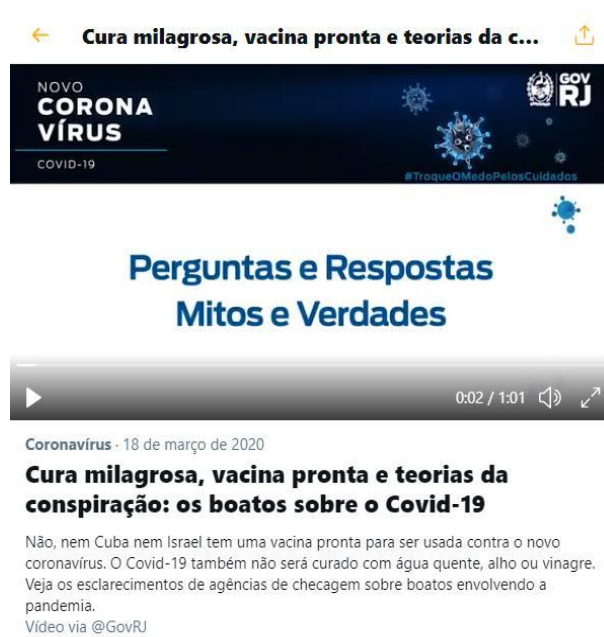 Cura milagrosa, vacina pronta e teorias da c...
NOVO
CORONA
VÍRUS
COVID-19
GOV
RJ
#TroqueOMedoPelosCuidados
Perguntas e Respostas
Mitos e Verdades
0:02 / 1:01
Coronavírus · 18 de março de 2020
Cura milagrosa, vacina pronta e teorias da
conspiração: os boatos sobre o Covid-19
Não, nem Cuba nem Israel tem uma vacina pronta para ser usada contra o novo
coronavírus. O Covid-19 também não será curado com água quente, alho ou vinagre.
Veja os esclarecimentos de agências de checagem sobre boatos envolvendo a
pandemia.
Vídeo via @GovRJ